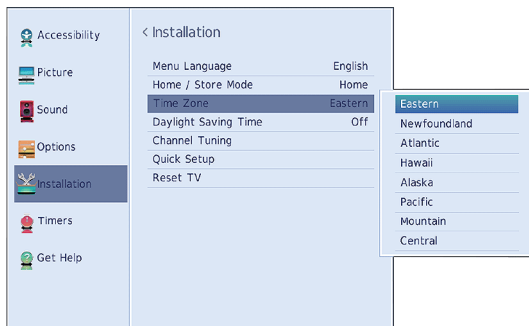 Accessibility
Picture
Sound
Options
Installation
Timers
Get Help
< Installation
Menu Language English
Home / Store Mode Home
Time Zone Eastern
Daylight Saving Time Off
Channel Tuning
Quick Setup
Reset TV
Eastern
Newfoundland
Atlantic
Hawaii
Alaska
Pacific
Mountain
Central